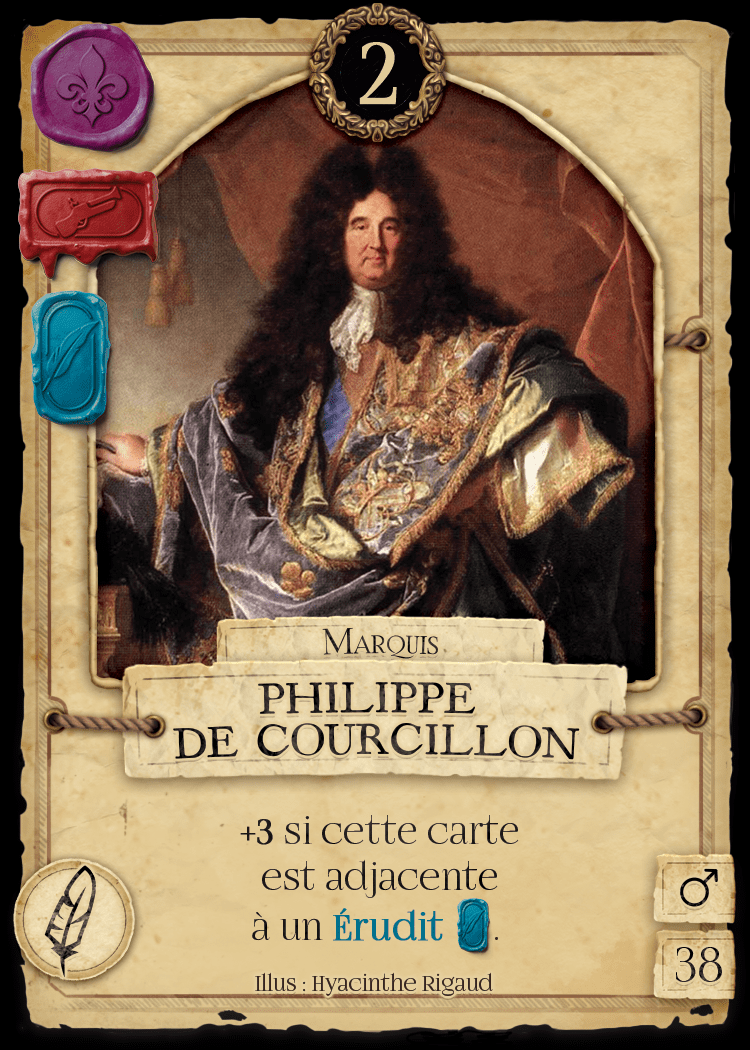 2
Marquis
PHILIPPE
DE COURCILLON
+3 si cette carte
est adjacente
à un Érudit .
♂
38
Illus : Hyacinthe Rigaud